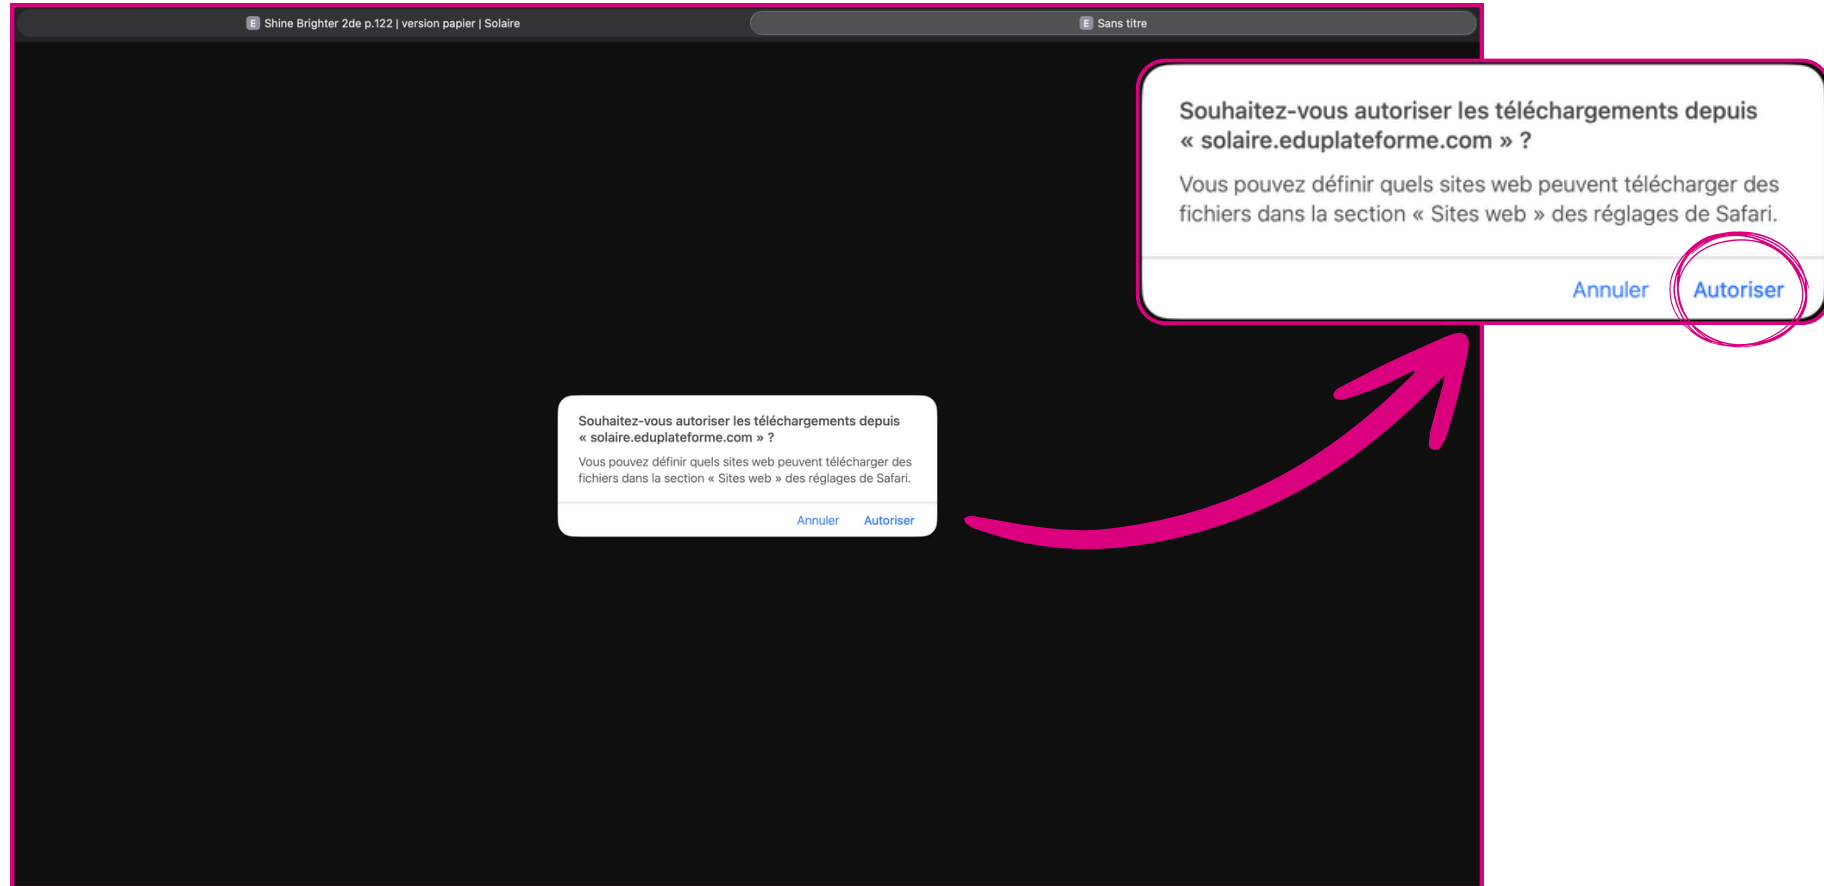 E Shine Brighter 2de p.122 | version papier | Solaire
E Sans titre
Souhaitez-vous autoriser les téléchargements depuis
« solaire.eduplateforme.com » ?
Vous pouvez définir quels sites web peuvent télécharger des
fichiers dans la section « Sites web » des réglages de Safari.
Annuler Autoriser
Souhaitez-vous autoriser les téléchargements depuis
« solaire.eduplateforme.com » ?
Vous pouvez définir quels sites web peuvent télécharger des
fichiers dans la section « Sites web » des réglages de Safari.
Annuler Autoriser